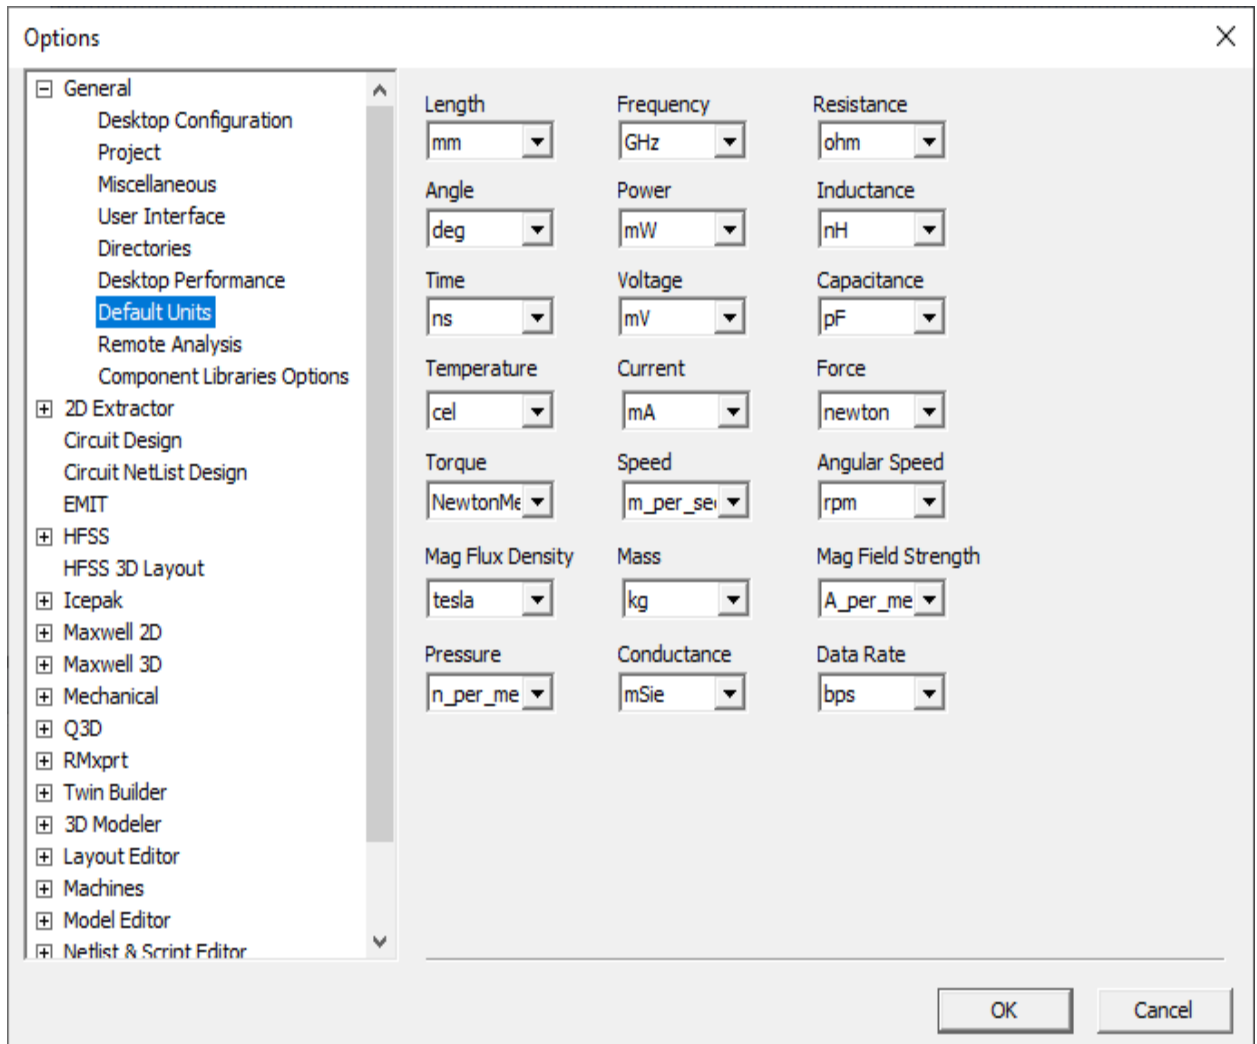 Options
General
Desktop Configuration
Project
Miscellaneous
User Interface
Directories
Desktop Performance
Default Units
Remote Analysis
Component Libraries Options
2D Extractor
Circuit Design
Circuit NetList Design
EMIT
HFSS
HFSS 3D Layout
Icepak
Maxwell 2D
Maxwell 3D
Mechanical
Q3D
RMxprt
Twin Builder
3D Modeler
Layout Editor
Machines
Model Editor
Netlist & Script Editor
Length Frequency Resistance
mm GHz ohm
Angle Power Inductance
deg mW nH
Time Voltage Capacitance
ns mV pF
Temperature Current Force
cel mA newton
Torque Speed Angular Speed
NewtonMe m_per_se rpm
Mag Flux Density Mass Mag Field Strength
tesla kg A_per_me
Pressure Conductance Data Rate
n_per_me mSie bps
OK Cancel